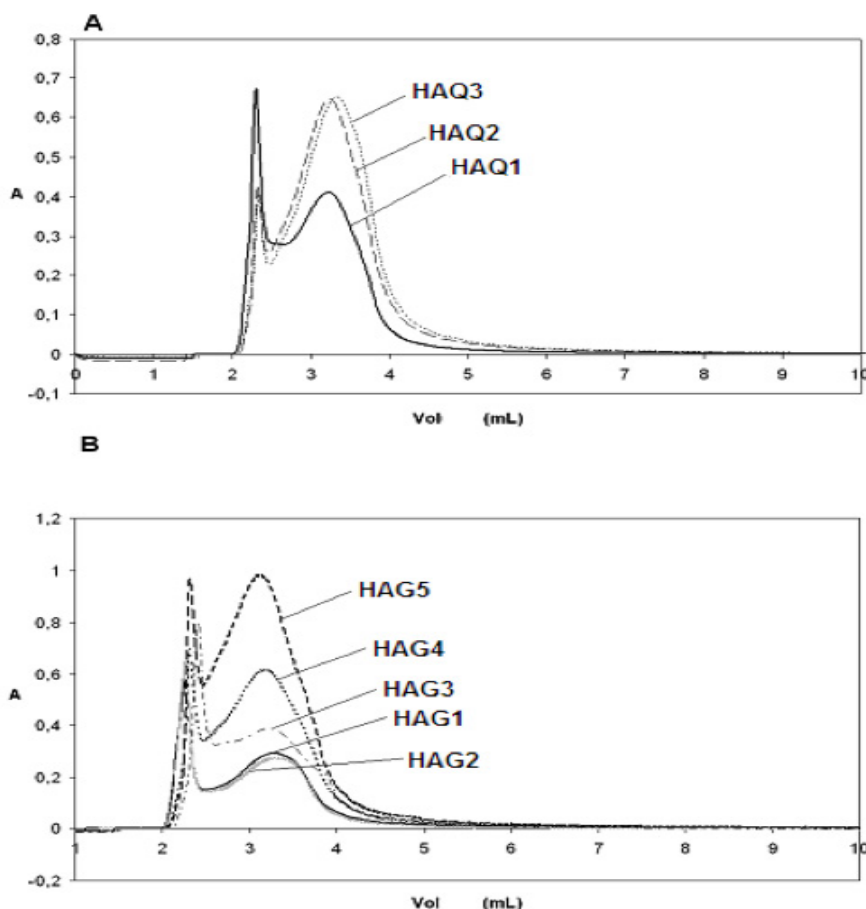 A
0,8
0,7
0,6
0,5
0,4
0,3
0,2
0,1
0
-0,1
A
HAQ3
HAQ2
HAQ1
0 1 2 3 4 5 6 7 8 9 10
Vol (mL)
B
1,2
1
0,8
0,6
0,4
0,2
0
-0,2
A
HAG5
HAG4
HAG3
HAG1
HAG2
1 2 3 4 5 6 7 8 9 10
Vol (mL)